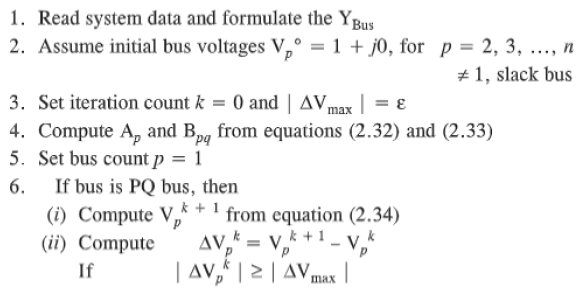 1. Read system data and formulate the Y_Bus
2. Assume initial bus voltages V_p° = 1 + j0, for p = 2, 3, ..., n
≠ 1, slack bus
3. Set iteration count k = 0 and | ΔV_max | = ε
4. Compute A_p and B_pq from equations (2.32) and (2.33)
5. Set bus count p = 1
6. If bus is PQ bus, then
(i) Compute V_p^k + 1 from equation (2.34)
(ii) Compute ΔV_p^k = V_p^k + 1 – V_p^k
If | ΔV_p^k | ≥ | ΔV_max |